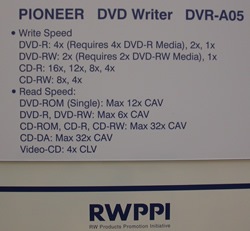 PIONEER DVD Writer DVR-A05
• Write Speed
DVD-R: 4x (Requires 4x DVD-R Media), 2x, 1x
DVD-RW: 2x (Requires 2x DVD-RW Media), 1x
CD-R: 16x, 12x, 8x, 4x
CD-RW: 8x, 4x
• Read Speed:
DVD-ROM (Single): Max 12x CAV
DVD-R, DVD-RW: Max 6x CAV
CD-ROM, CD-R, CD-RW: Max 32x CAV
CD-DA: Max 32x CAV
Video-CD: 4x CLV
RWPPI
RW Products Promotion Initiative